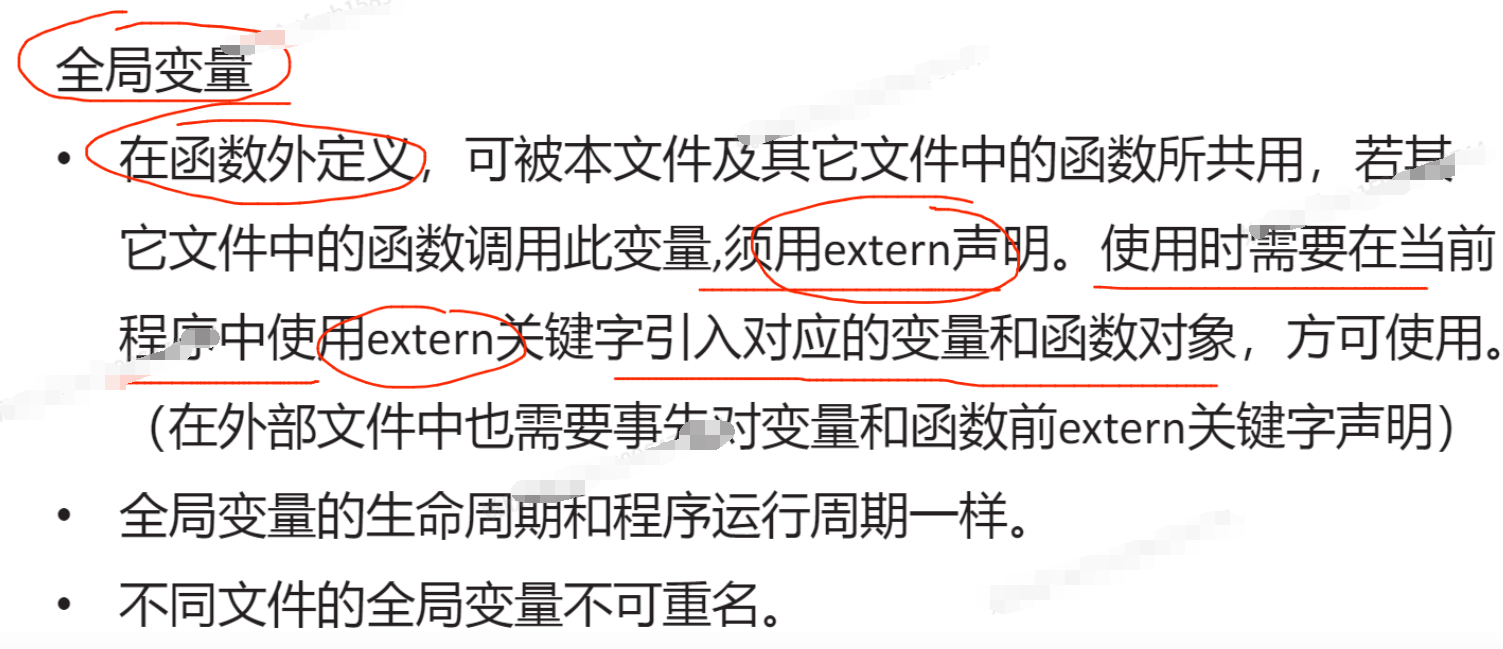 全局变量
• 在函数外定义，可被本文件及其它文件中的函数所共用，若其
它文件中的函数调用此变量,须用extern声明。使用时需要在当前
程序中使用extern关键字引入对应的变量和函数对象，方可使用。
（在外部文件中也需要事先对变量和函数前extern关键字声明）
• 全局变量的生命周期和程序运行周期一样。
• 不同文件的全局变量不可重名。